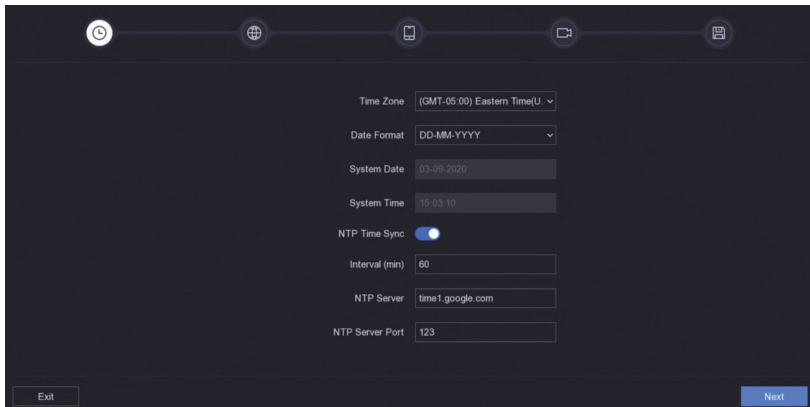 Time Zone (GMT-05:00) Eastern Time(U.
Date Format DD-MM-YYYY
System Date 03-09-2020
System Time 15:03:10
NTP Time Sync
Interval (min) 60
NTP Server time1.google.com
NTP Server Port 123
Exit Next